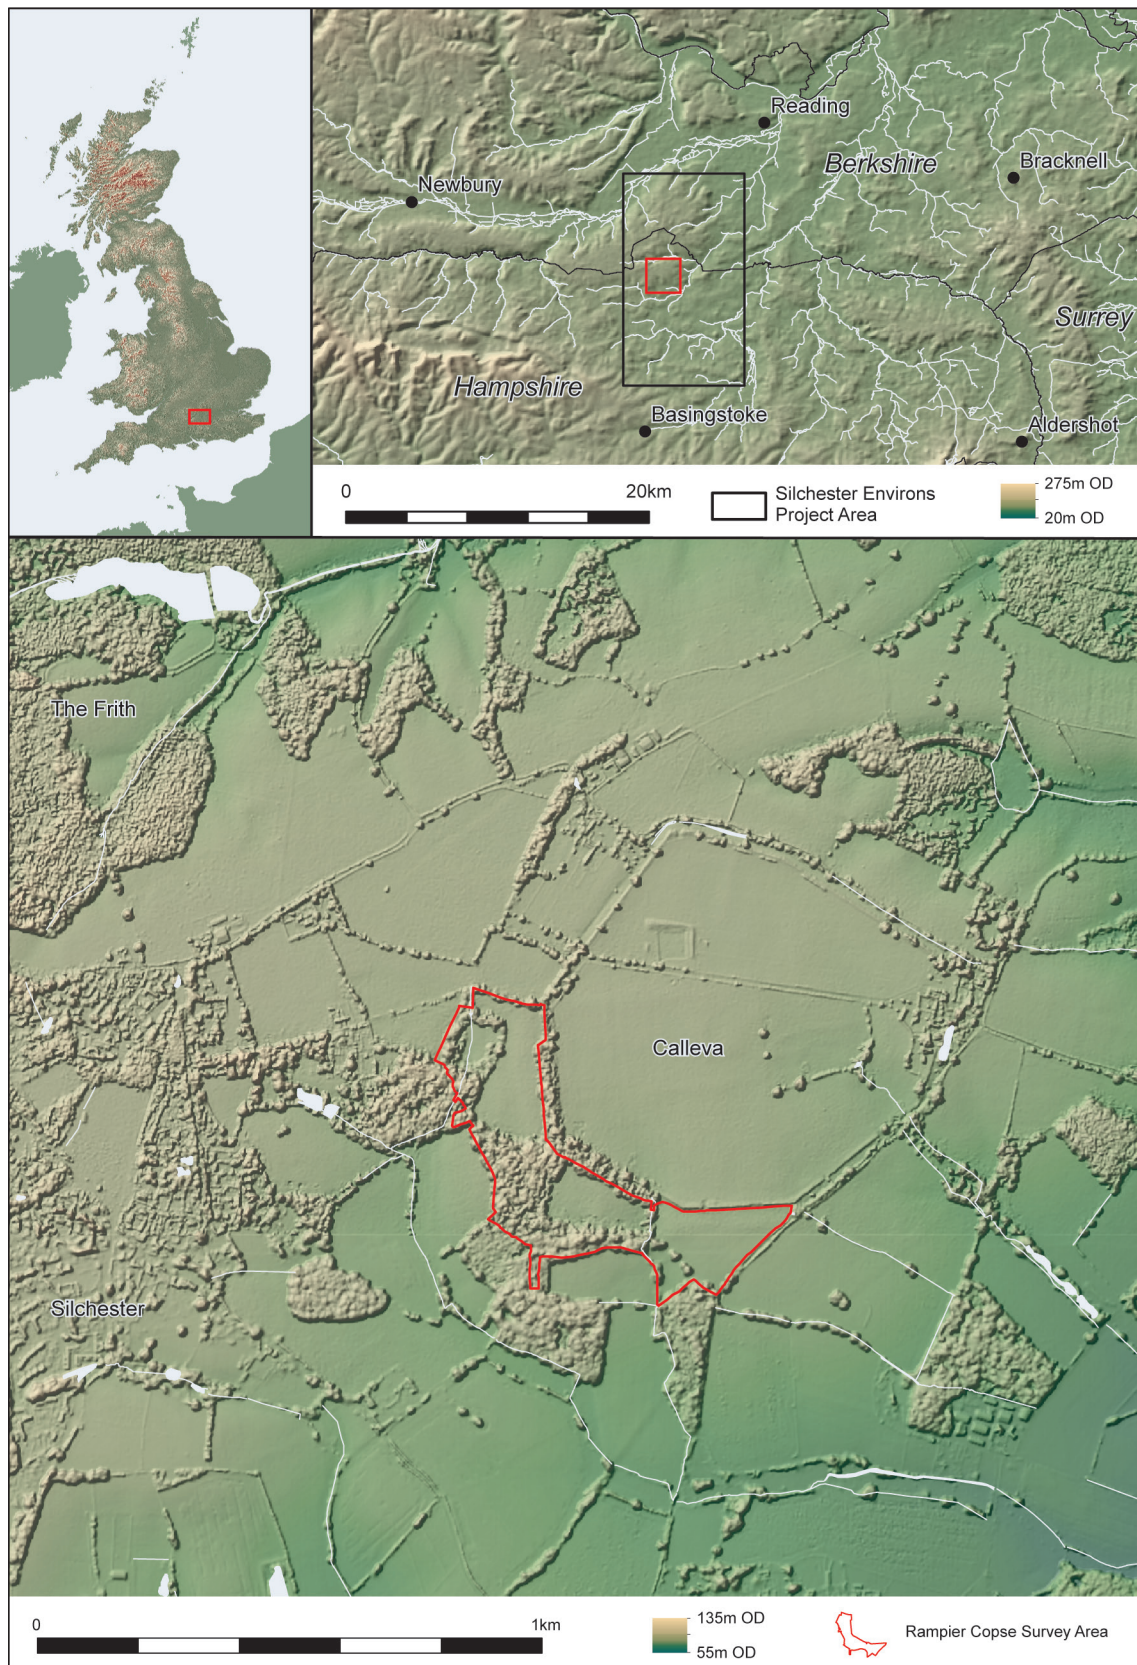 Reading
Berkshire
Bracknell
Newbury
Surrey
Hampshire
Basingstoke
Aldershot
0
20km
Silchester Environs
Project Area
275m OD
20m OD
The Frith
Calleva
Silchester
0
1km
135m OD
55m OD
Rampier Copse Survey Area